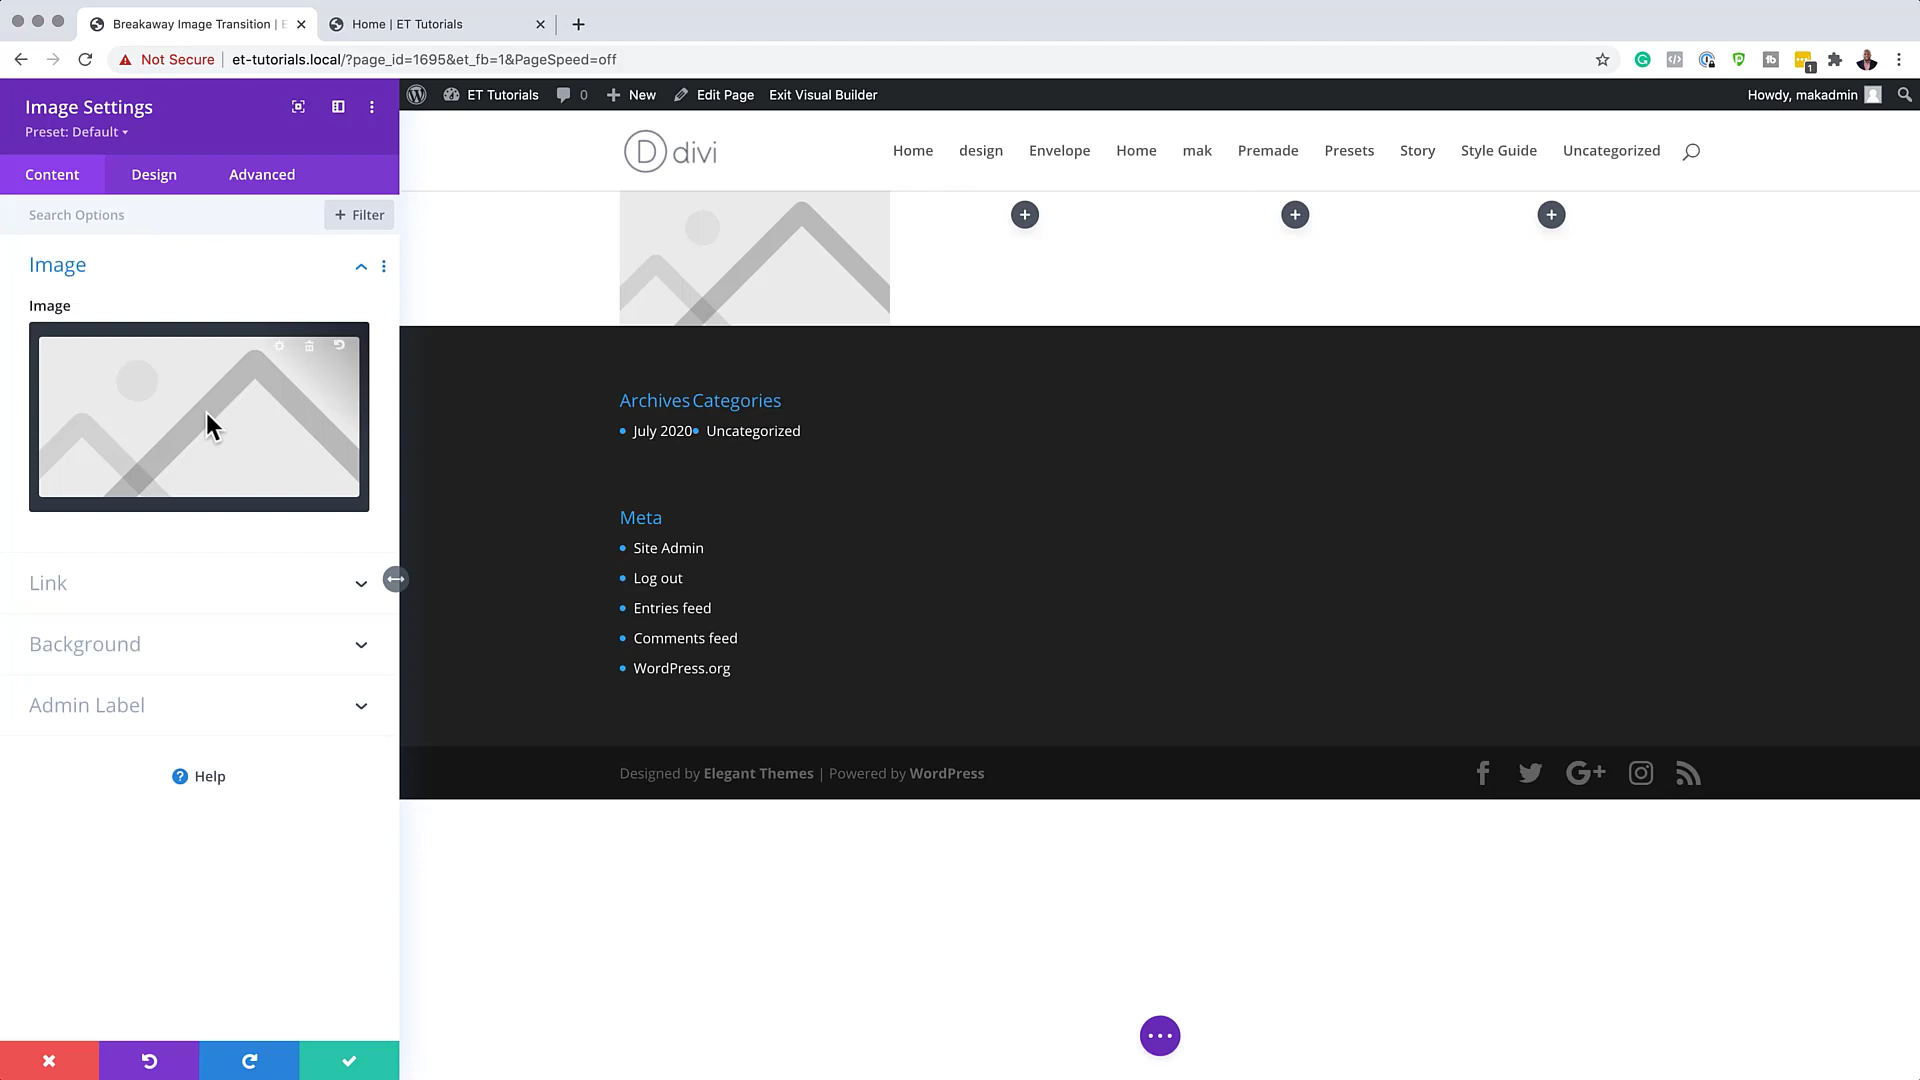 Breakaway Image Transition | E
Home | ET Tutorials
Not Secure
et-tutorials.local/?page_id=1695&et_fb=1&PageSpeed=off
1
Image Settings
Preset: Default
Content
Design
Advanced
Search Options
+ Filter
Image
Image
Link
Background
Admin Label
? Help
ET Tutorials
0
New
Edit Page
Exit Visual Builder
Howdy, makadmin
D divi
Home
design
Envelope
Home
mak
Premade
Presets
Story
Style Guide
Uncategorized
Archives Categories
July 2020 Uncategorized
Meta
Site Admin
Log out
Entries feed
Comments feed
WordPress.org
Designed by Elegant Themes | Powered by WordPress
G+